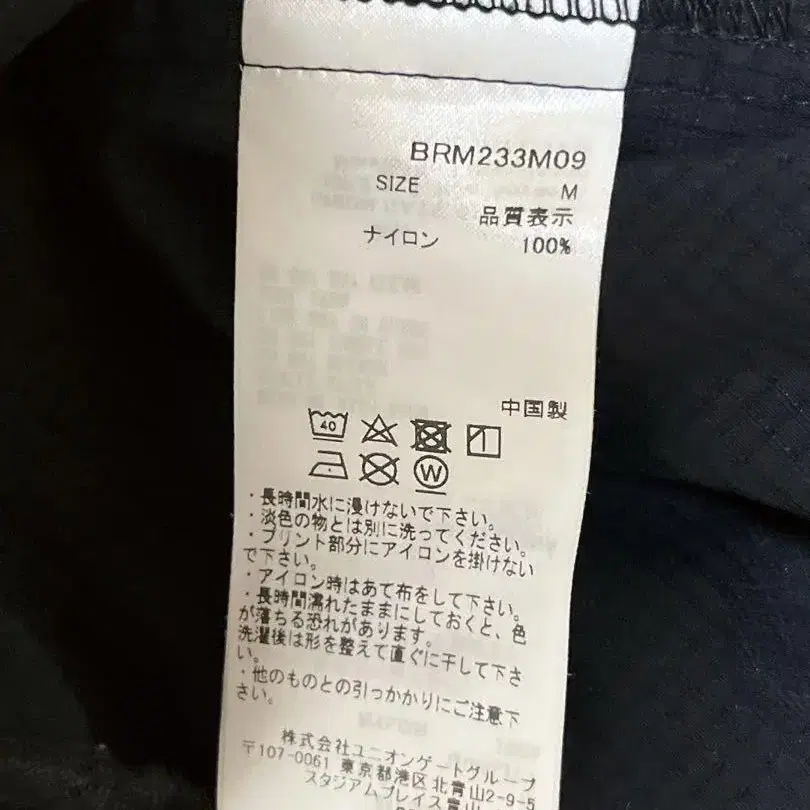 BRM233M09
SIZE M
品質表示
ナイロン 100%
中国製
40
W
・長時間水に漬けないで下さい。
・淡色の物とは別に洗ってください。
・プリント部分にアイロンを掛けない
で下さい。
・アイロン時はあて布をして下さい。
・長時間濡れたままにしておくと、色
が落ちる恐れがあります。
洗濯後は形を整えて直ぐに干して下さ
い。
・他のものとの引っかかりにご注意下
さい。
株式会社ユニオンゲートグループ
〒107-0061 東京都港区北青山2-9-5
スタジアムプレイス青山